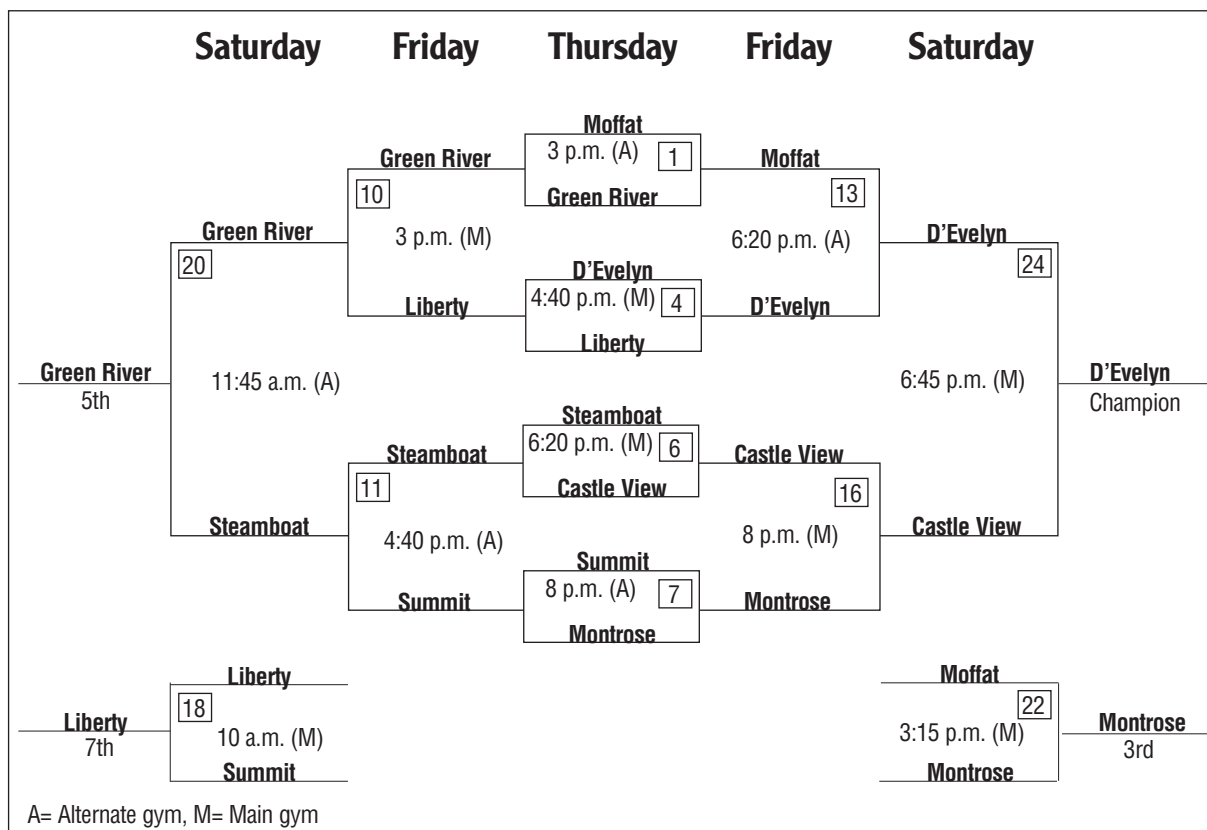 Saturday Friday Thursday Friday Saturday
Moffat
Green River 3 p.m. (A) 1 Moffat
10 Green River 13
Green River 3 p.m. (M) 6:20 p.m. (A) D’Evelyn
20 D’Evelyn 24
Liberty 4:40 p.m. (M) 4 D’Evelyn
Liberty
Green River 11:45 a.m. (A) 6:45 p.m. (M) D’Evelyn
5th Champion
Steamboat
Steamboat 6:20 p.m. (M) 6 Castle View
11 Castle View 16
Steamboat 4:40 p.m. (A) 8 p.m. (M) Castle View
Summit
Summit 8 p.m. (A) 7 Montrose
Montrose
Liberty Moffat
18 22
Liberty 10 a.m. (M) 3:15 p.m. (M) Montrose
7th 3rd
Summit Montrose
A= Alternate gym, M= Main gym